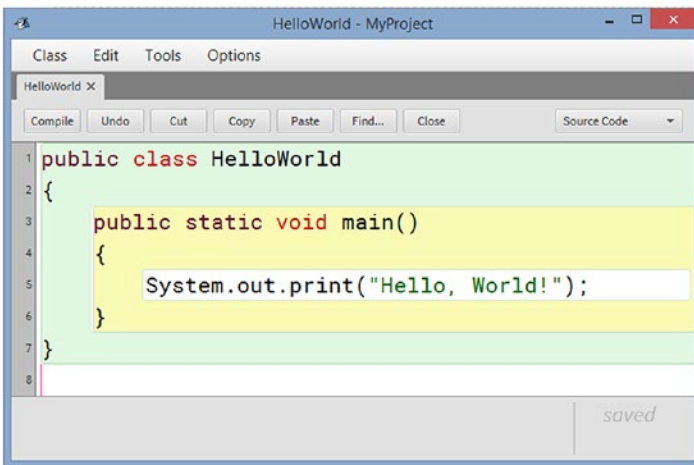 HelloWorld - MyProject
Class Edit Tools Options
HelloWorld X
Compile Undo Cut Copy Paste Find... Close Source Code
1 public class HelloWorld
2 {
3 public static void main()
4 {
5 System.out.print("Hello, World!");
6 }
7 }
8
saved